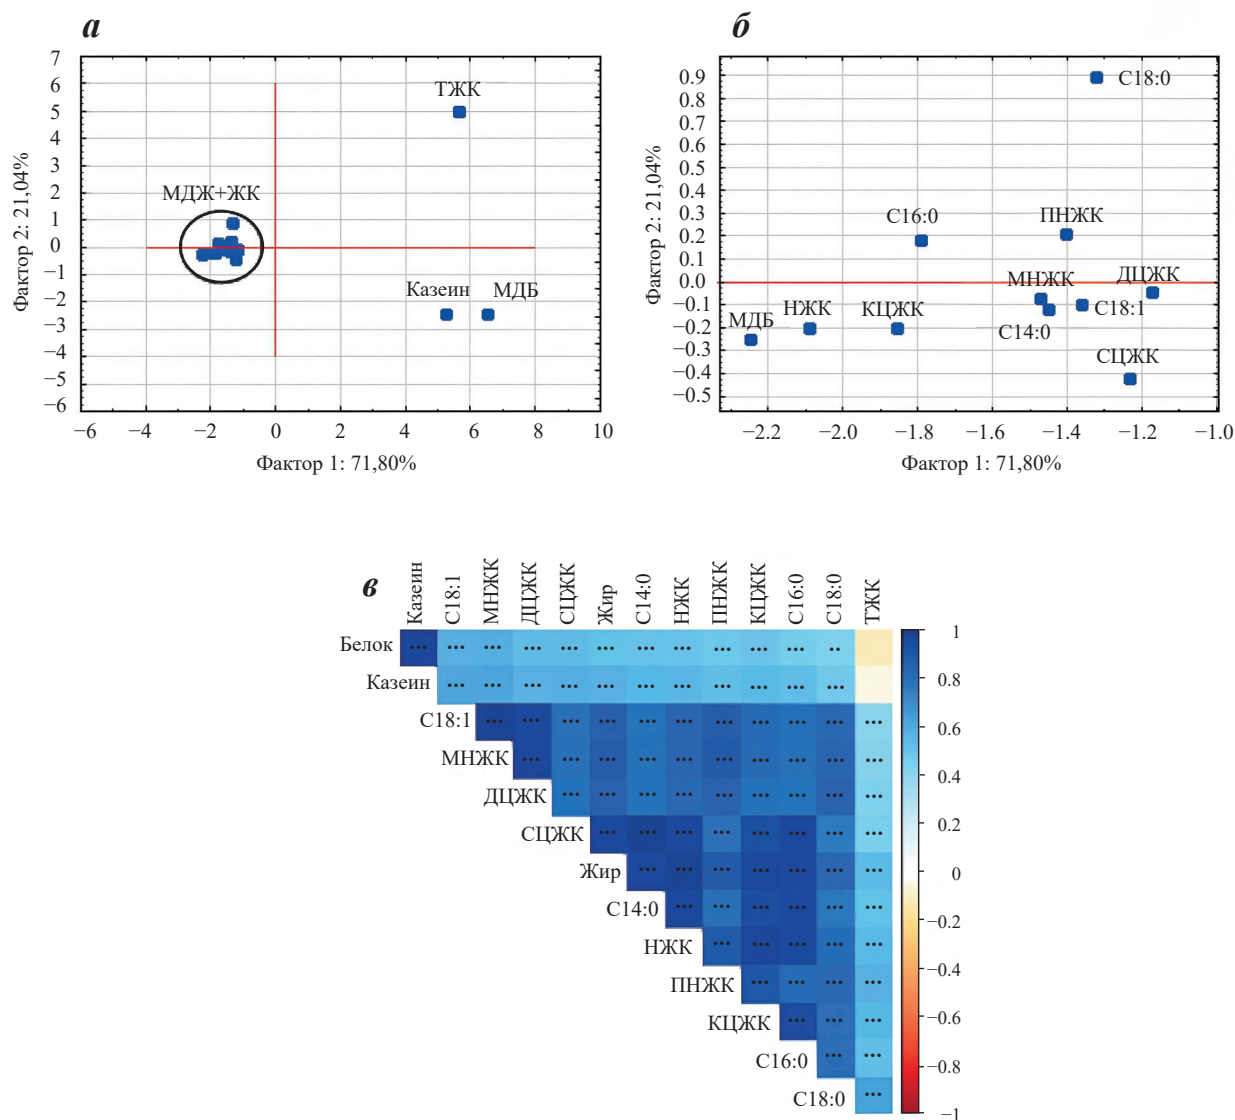 а
7
6
5
4
3
2
1
0
−1
−2
−3
−4
−5
−6
Фактор 2: 21,04%
ТЖК
МДЖ+ЖК
Казеин
МДБ
−6
−4
−2
0
2
4
6
8
10
Фактор 1: 71,80%
б
0.9
0.8
0.7
0.6
0.5
0.4
0.3
0.2
0.1
0.0
−0.1
−0.2
−0.3
−0.4
−0.5
Фактор 2: 21,04%
C18:0
C16:0
ПНЖК
МНЖК
ДЦЖК
МДБ
НЖК
КЦЖК
C14:0
C18:1
СЦЖК
−2.2
−2.0
−1.8
−1.6
−1.4
−1.2
−1.0
Фактор 1: 71,80%
в
Казеин
C18:1
МНЖК
ДЦЖК
СЦЖК
Жир
C14:0
НЖК
ПНЖК
КЦЖК
C16:0
C18:0
ТЖК
Белок
Казеин
C18:1
МНЖК
ДЦЖК
СЦЖК
Жир
C14:0
НЖК
ПНЖК
КЦЖК
C16:0
C18:0
1
0.8
0.6
0.4
0.2
0
−0.2
−0.4
−0.6
−0.8
−1